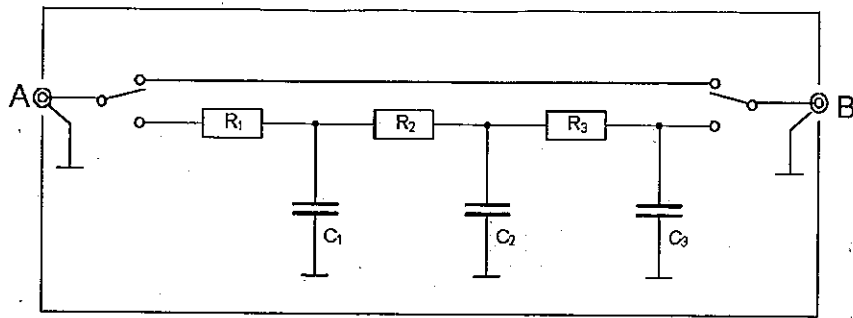 A
B
R₁
R₂
R₃
C₁
C₂
C₃